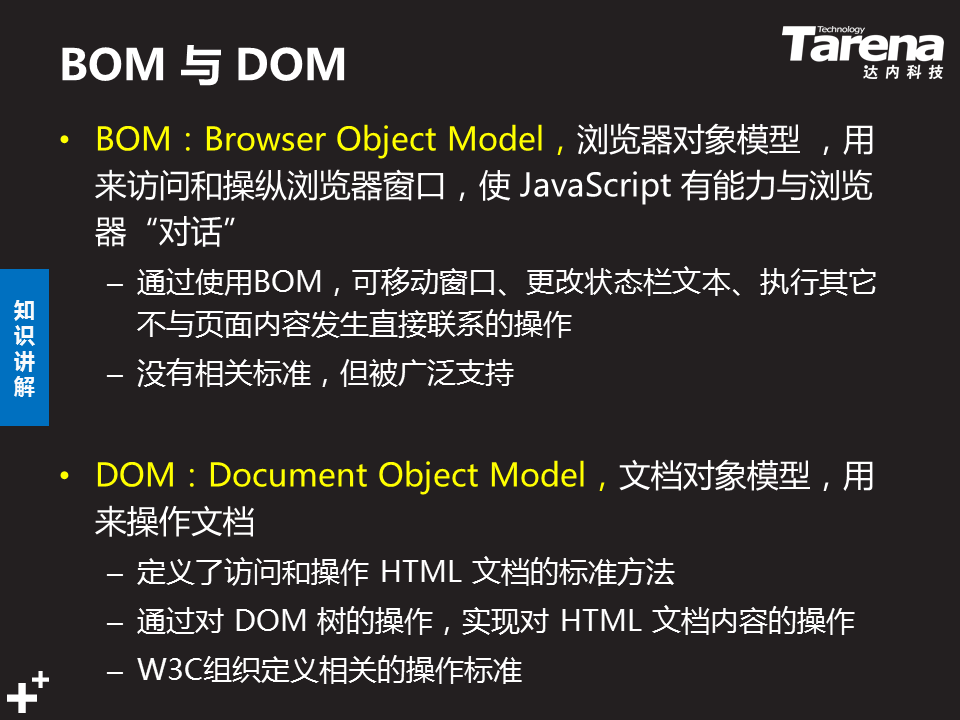 BOM 与 DOM
Technology
Tarena
达内科技
• BOM：Browser Object Model，浏览器对象模型 ，用
来访问和操纵浏览器窗口，使 JavaScript 有能力与浏览
器“对话”
– 通过使用BOM，可移动窗口、更改状态栏文本、执行其它
不与页面内容发生直接联系的操作
– 没有相关标准，但被广泛支持
知
识
讲
解
• DOM：Document Object Model，文档对象模型，用
来操作文档
– 定义了访问和操作 HTML 文档的标准方法
– 通过对 DOM 树的操作，实现对 HTML 文档内容的操作
– W3C组织定义相关的操作标准